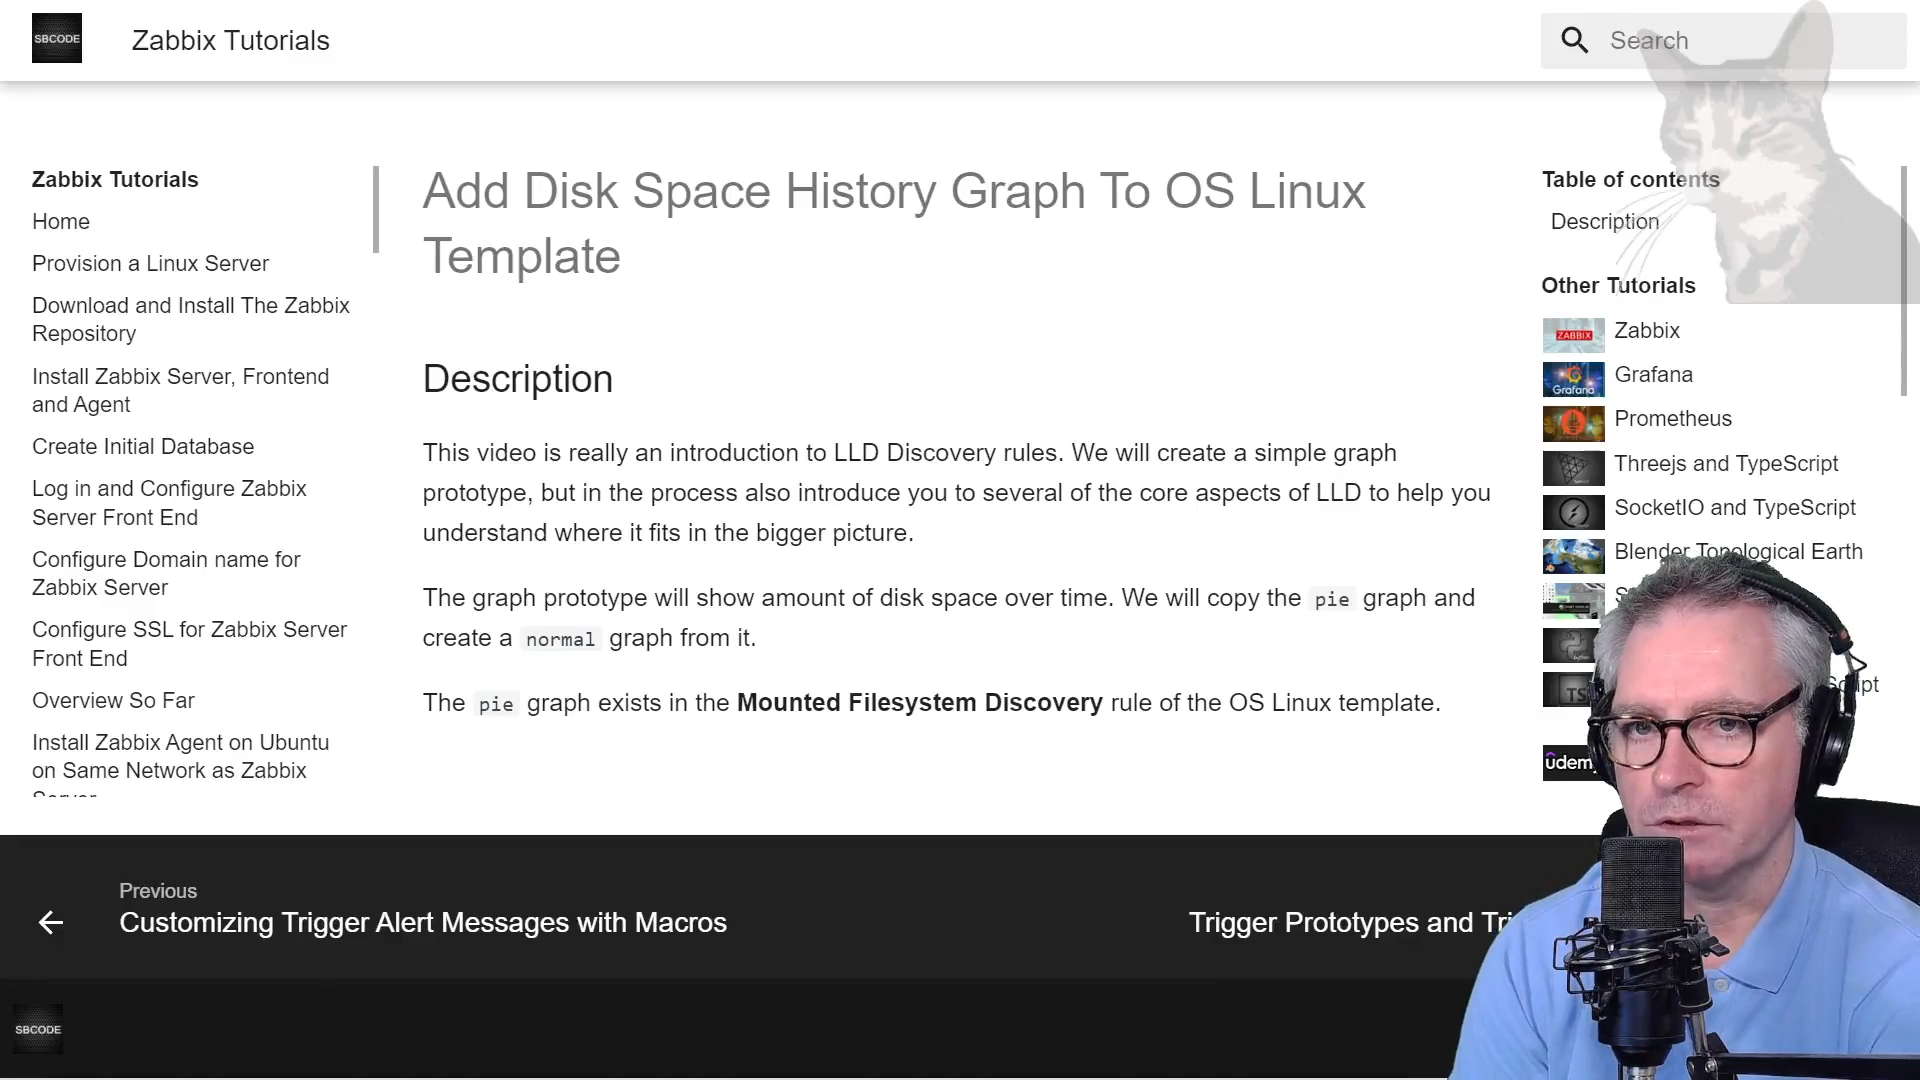 SBCODE
Zabbix Tutorials
Search
Zabbix Tutorials
Home
Provision a Linux Server
Download and Install The Zabbix
Repository
Install Zabbix Server, Frontend
and Agent
Create Initial Database
Log in and Configure Zabbix
Server Front End
Configure Domain name for
Zabbix Server
Configure SSL for Zabbix Server
Front End
Overview So Far
Install Zabbix Agent on Ubuntu
on Same Network as Zabbix
Server
Add Disk Space History Graph To OS Linux
Template
Description
This video is really an introduction to LLD Discovery rules. We will create a simple graph
prototype, but in the process also introduce you to several of the core aspects of LLD to help you
understand where it fits in the bigger picture.
The graph prototype will show amount of disk space over time. We will copy the pie graph and
create a normal graph from it.
The pie graph exists in the Mounted Filesystem Discovery rule of the OS Linux template.
Table of contents
Description
Other Tutorials
ZABBIX
Zabbix
Grafana
Grafana
Prometheus
Threejs and TypeScript
SocketIO and TypeScript
Blender Topological Earth
TS
Previous
Customizing Trigger Alert Messages with Macros
Trigger Prototypes and
SBCODE